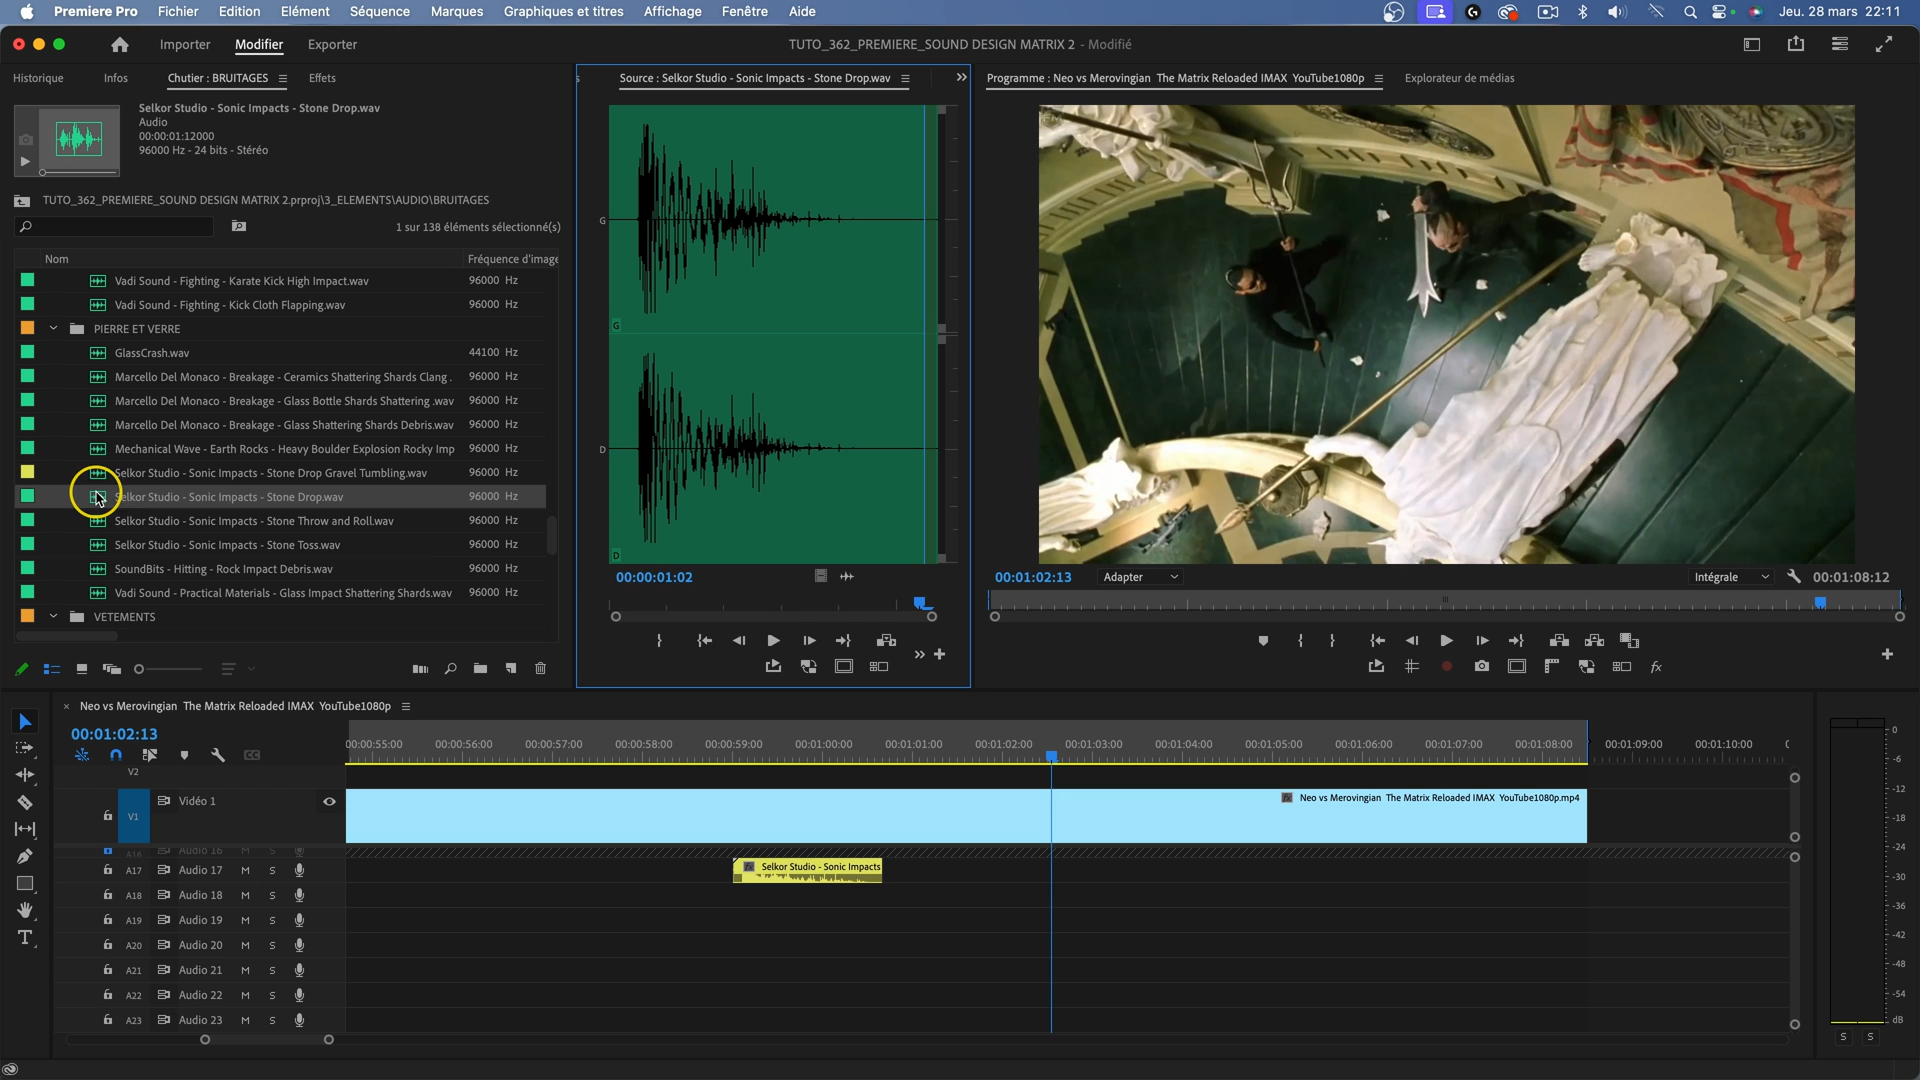 Premiere Pro Fichier Edition Elément Séquence Marques Graphiques et titres Affichage Fenêtre Aide Jeu. 28 mars 22:11
Importer Modifier Exporter TUTO_362_PREMIERE_SOUND DESIGN MATRIX 2 - Modifié
Historique Infos Chutier : BRUITAGES Effets
Source : Selkor Studio - Sonic Impacts - Stone Drop.wav
Programme : Neo vs Merovingian The Matrix Reloaded IMAX YouTube1080p Explorateur de médias
Selkor Studio - Sonic Impacts - Stone Drop.wav
Audio
00:00:01:12000
96000 Hz - 24 bits - Stéréo
TUTO_362_PREMIERE_SOUND DESIGN MATRIX 2.prproj\3_ELEMENTS\AUDIO\BRUITAGES
1 sur 138 éléments sélectionné(s)
Nom Fréquence d'image
Vadi Sound - Fighting - Karate Kick High Impact.wav 96000 Hz
Vadi Sound - Fighting - Kick Cloth Flapping.wav 96000 Hz
PIERRE ET VERRE
GlassCrash.wav 44100 Hz
Marcello Del Monaco - Breakage - Ceramics Shattering Shards Clang . 96000 Hz
Marcello Del Monaco - Breakage - Glass Bottle Shards Shattering .wav 96000 Hz
Marcello Del Monaco - Breakage - Glass Shattering Shards Debris.wav 96000 Hz
Mechanical Wave - Earth Rocks - Heavy Boulder Explosion Rocky Imp 96000 Hz
Selkor Studio - Sonic Impacts - Stone Drop Gravel Tumbling.wav 96000 Hz
Selkor Studio - Sonic Impacts - Stone Drop.wav 96000 Hz
Selkor Studio - Sonic Impacts - Stone Throw and Roll.wav 96000 Hz
Selkor Studio - Sonic Impacts - Stone Toss.wav 96000 Hz
SoundBits - Hitting - Rock Impact Debris.wav 96000 Hz
Vadi Sound - Practical Materials - Glass Impact Shattering Shards.wav 96000 Hz
VETEMENTS
G
G
D
D
00:00:01:02
00:01:02:13 Adapter Intégrale 00:01:08:12
fx
Neo vs Merovingian The Matrix Reloaded IMAX YouTube1080p
00:01:02:13
00:00:55:00 00:00:56:00 00:00:57:00 00:00:58:00 00:00:59:00 00:01:00:00 00:01:01:00 00:01:02:00 00:01:03:00 00:01:04:00 00:01:05:00 00:01:06:00 00:01:07:00 00:01:08:00 00:01:09:00 00:01:10:00
V2
V1 Vidéo 1
fx Neo vs Merovingian The Matrix Reloaded IMAX YouTube1080p.mp4
A16 Audio 16 M S
A17 Audio 17 M S
fx Selkor Studio - Sonic Impacts
A18 Audio 18 M S
A19 Audio 19 M S
A20 Audio 20 M S
A21 Audio 21 M S
A22 Audio 22 M S
A23 Audio 23 M S
0
-6
-12
-18
-24
-30
-36
-42
-48
-54
dB
S S